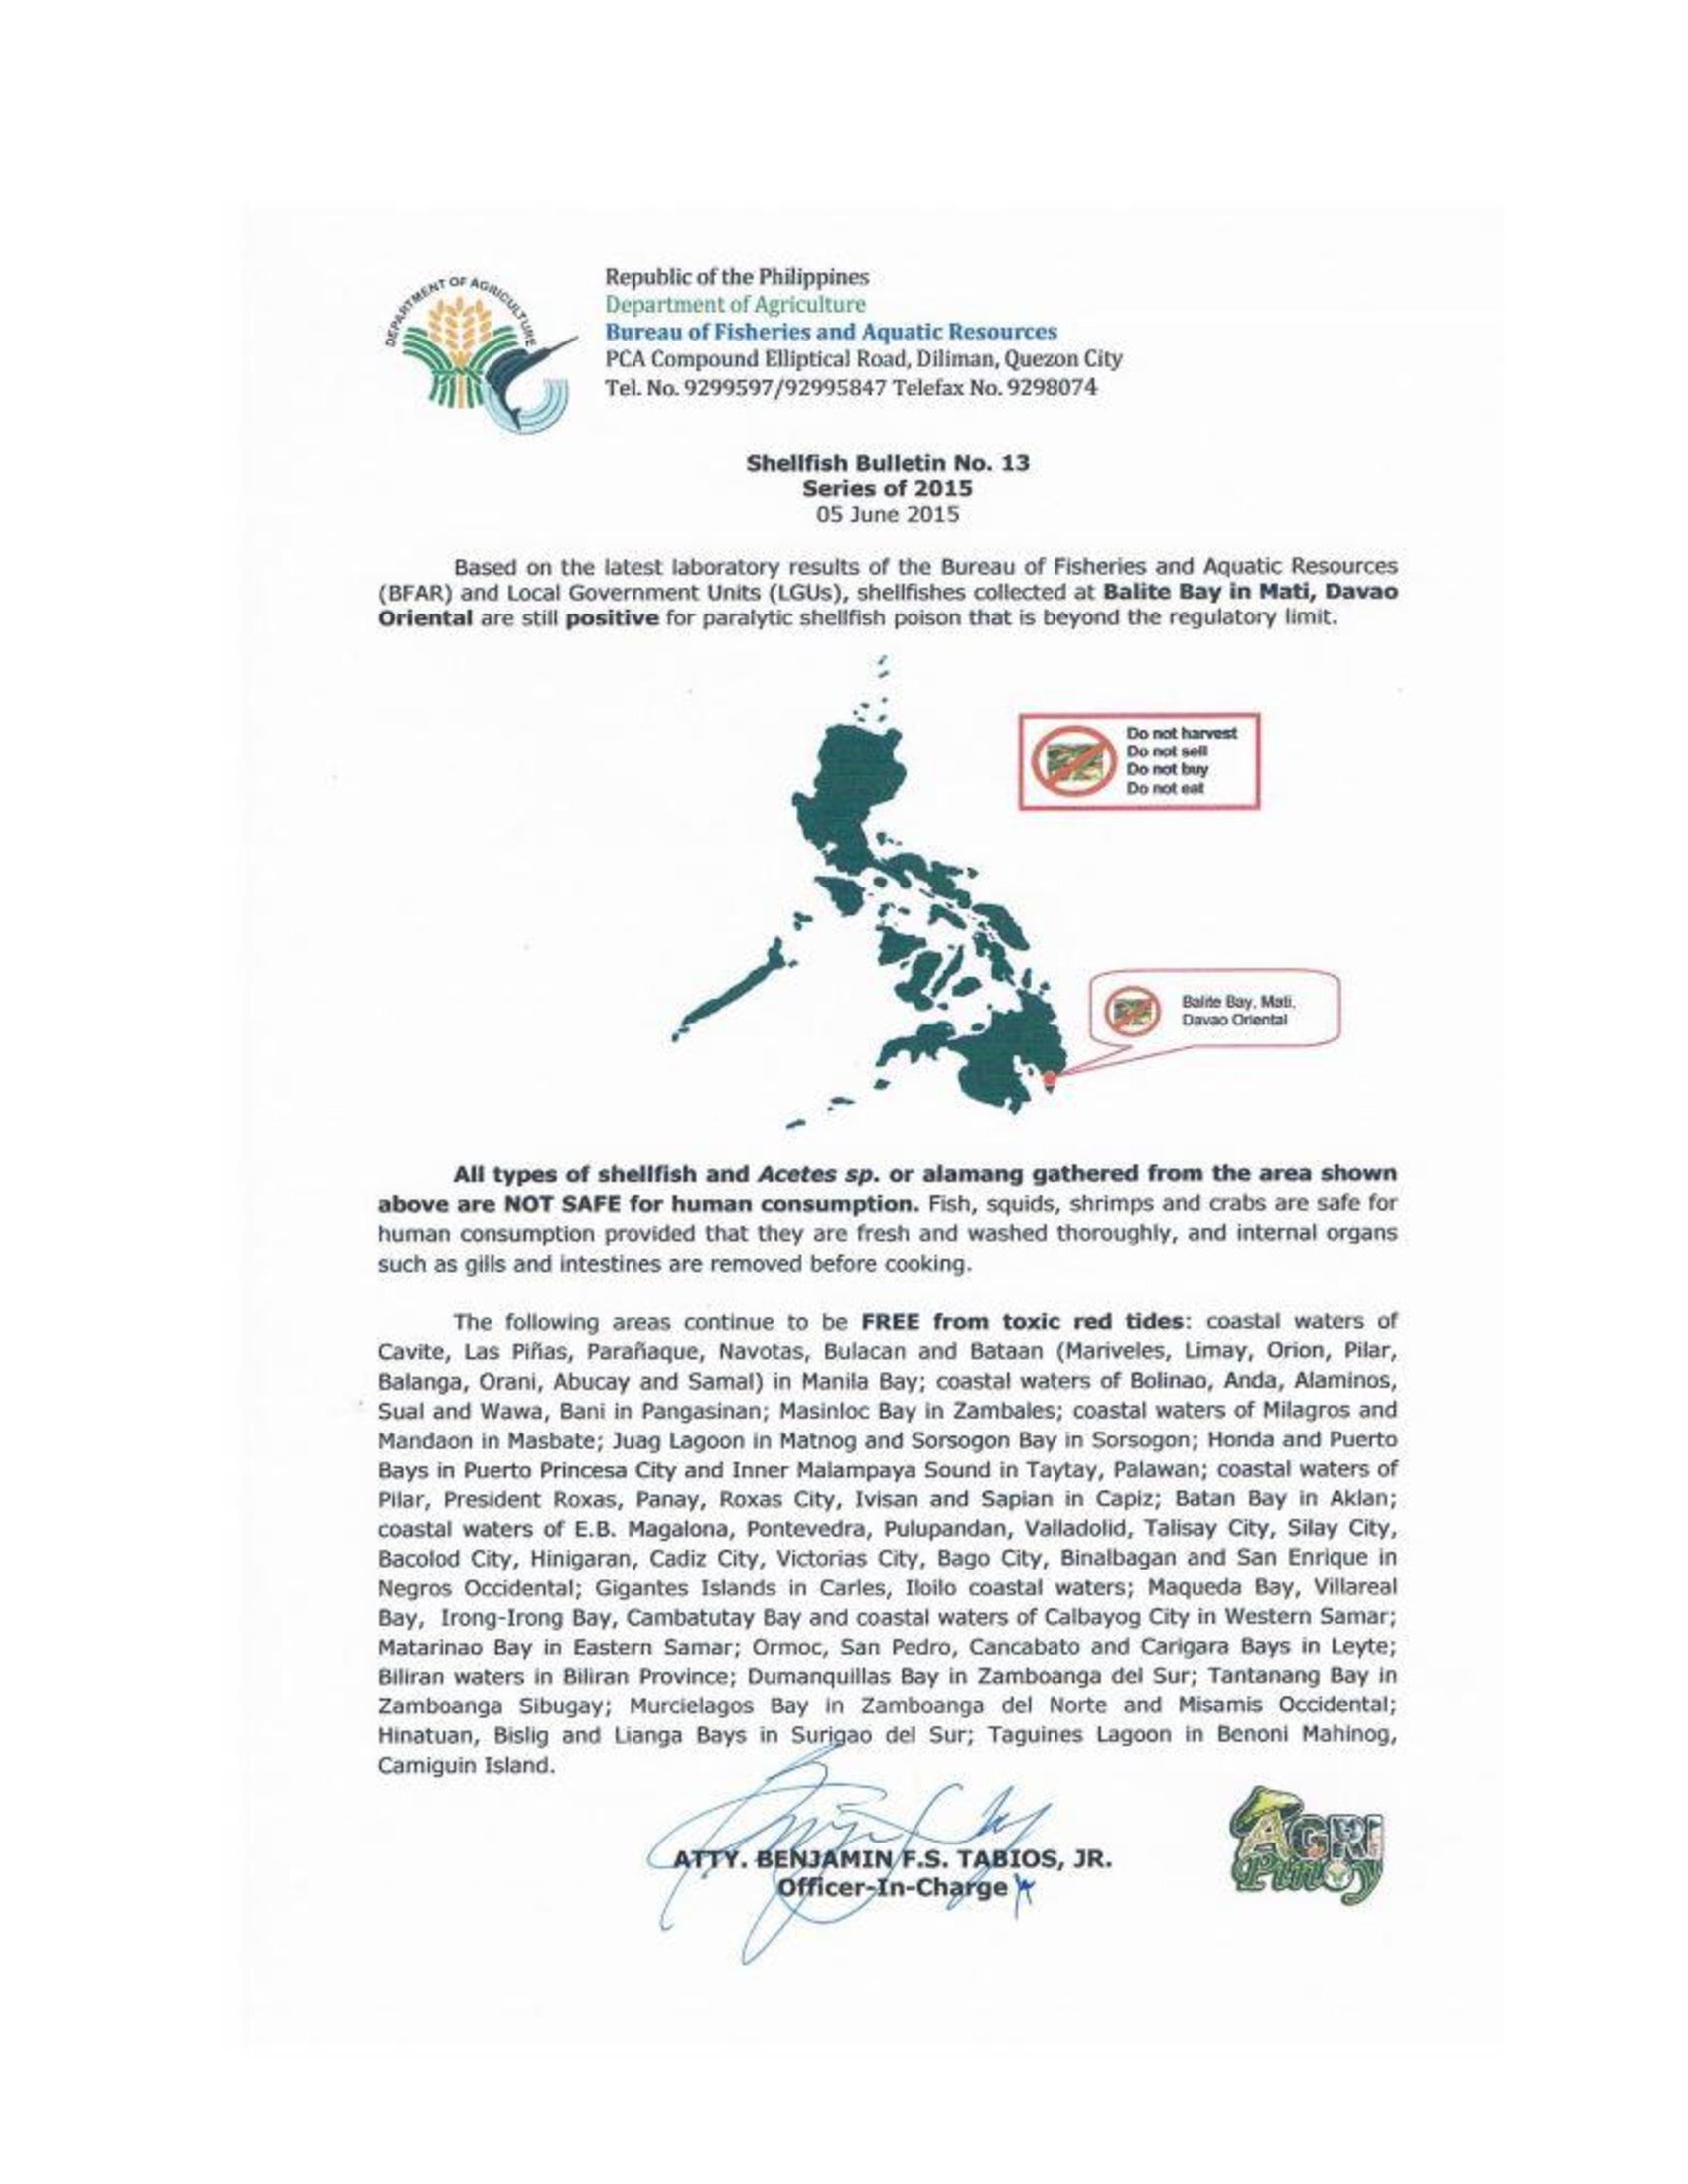 DEPARTMENT OF AGRICULTURE
Republic of the Philippines
Department of Agriculture
Bureau of Fisheries and Aquatic Resources
PCA Compound Elliptical Road, Diliman, Quezon City
Tel. No. 9299597/92995847 Telefax No. 9298074
Shellfish Bulletin No. 13
Series of 2015
05 June 2015
Based on the latest laboratory results of the Bureau of Fisheries and Aquatic Resources
(BFAR) and Local Government Units (LGUs), shellfishes collected at Balite Bay in Mati, Davao
Oriental are still positive for paralytic shellfish poison that is beyond the regulatory limit.
Do not harvest
Do not sell
Do not buy
Do not eat
Balite Bay, Mati,
Davao Oriental
All types of shellfish and Acetes sp. or alamang gathered from the area shown
above are NOT SAFE for human consumption. Fish, squids, shrimps and crabs are safe for
human consumption provided that they are fresh and washed thoroughly, and internal organs
such as gills and intestines are removed before cooking.
The following areas continue to be FREE from toxic red tides: coastal waters of
Cavite, Las Piñas, Parañaque, Navotas, Bulacan and Bataan (Mariveles, Limay, Orion, Pilar,
Balanga, Orani, Abucay and Samal) in Manila Bay; coastal waters of Bolinao, Anda, Alaminos,
Sual and Wawa, Bani in Pangasinan; Masinloc Bay in Zambales; coastal waters of Milagros and
Mandaon in Masbate; Juag Lagoon in Matnog and Sorsogon Bay in Sorsogon; Honda and Puerto
Bays in Puerto Princesa City and Inner Malampaya Sound in Taytay, Palawan; coastal waters of
Pilar, President Roxas, Panay, Roxas City, Ivisan and Sapian in Capiz; Batan Bay in Aklan;
coastal waters of E.B. Magalona, Pontevedra, Pulupandan, Valladolid, Talisay City, Silay City,
Bacolod City, Hinigaran, Cadiz City, Victorias City, Bago City, Binalbagan and San Enrique in
Negros Occidental; Gigantes Islands in Carles, Iloilo coastal waters; Maqueda Bay, Villareal
Bay, Irong-Irong Bay, Cambatutay Bay and coastal waters of Calbayog City in Western Samar;
Matarinao Bay in Eastern Samar; Ormoc, San Pedro, Cancabato and Carigara Bays in Leyte;
Biliran waters in Biliran Province; Dumanquillas Bay in Zamboanga del Sur; Tantanang Bay in
Zamboanga Sibugay; Murcielagos Bay in Zamboanga del Norte and Misamis Occidental;
Hinatuan, Bislig and Lianga Bays in Surigao del Sur; Taguines Lagoon in Benoni Mahinog,
Camiguin Island.
ATTY. BENJAMIN F.S. TABIOS, JR.
Officer-In-Charge
AGRI
Pinoy